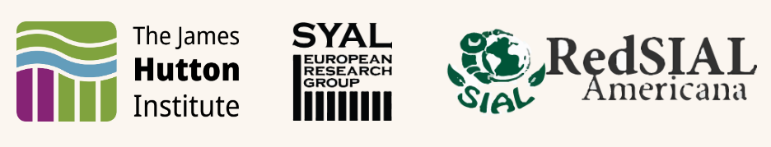 The James
Hutton
Institute
SYAL
EUROPEAN
RESEARCH
GROUP
SIAL
RedSIAL
Americana